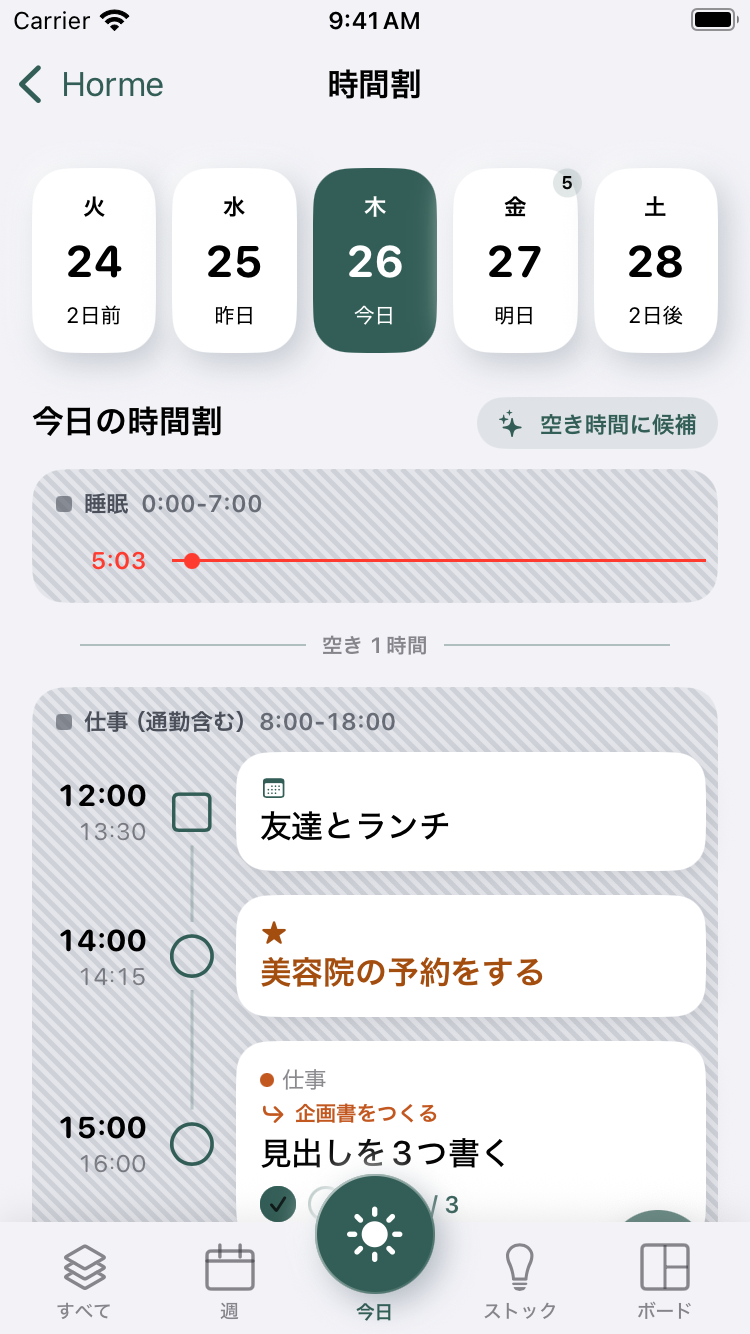 Carrier 9:41 AM
Horme 時間割
火 水 木 金 5 土
24 25 26 27 28
2日前 昨日 今日 明日 2日後
今日の時間割 空き時間に候補
睡眠 0:00-7:00
5:03
空き 1時間
仕事（通勤含む） 8:00-18:00
12:00
13:30
友達とランチ
14:00
14:15
美容院の予約をする
仕事
企画書をつくる
15:00
16:00
見出しを３つ書く
/ 3
すべて 週 今日 ストック ボード